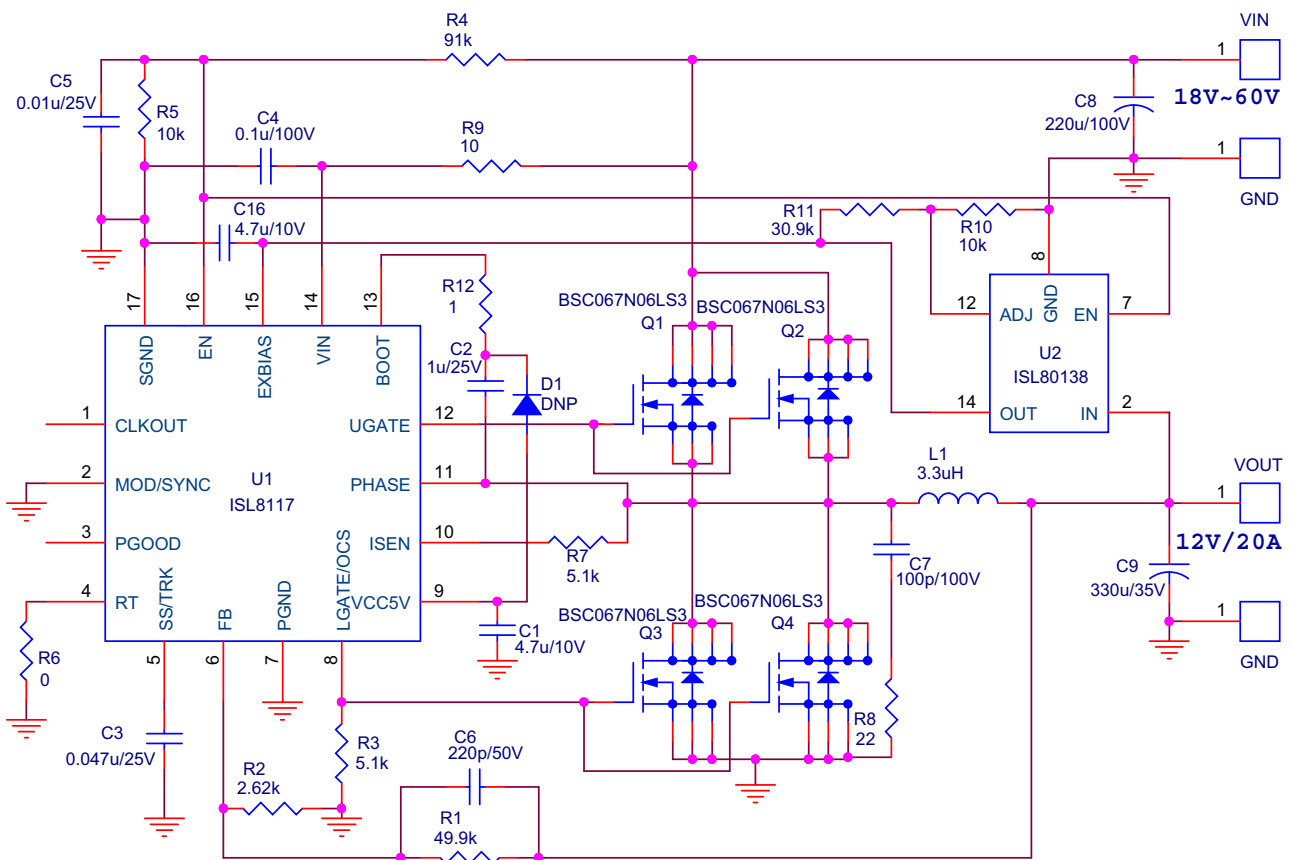 R4
91k
VIN
1
18V~60V
C5
0.01u/25V
R5
10k
C4
0.1u/100V
R9
10
C8
220u/100V
1
GND
C16
4.7u/10V
R11
30.9k
R10
10k
17
16
15
14
13
R12
1
8
BSC067N06LS3
Q1
BSC067N06LS3
Q2
12
ADJ
GND
EN
7
U2
ISL80138
14
OUT
IN
2
SGND
EN
EXBIAS
VIN
BOOT
C2
1u/25V
D1
DNP
1
CLKOUT
UGATE
12
2
MOD/SYNC
U1
ISL8117
PHASE
11
3
PGOOD
ISEN
10
4
RT
SS/TRK
FB
PGND
LGATE/OCS
VCC5V
9
L1
3.3uH
VOUT
1
12V/20A
R7
5.1k
C7
100p/100V
C9
330u/35V
1
GND
C1
4.7u/10V
BSC067N06LS3
Q3
BSC067N06LS3
Q4
R6
0
5
6
7
8
C3
0.047u/25V
R3
5.1k
R8
22
R2
2.62k
C6
220p/50V
R1
49.9k